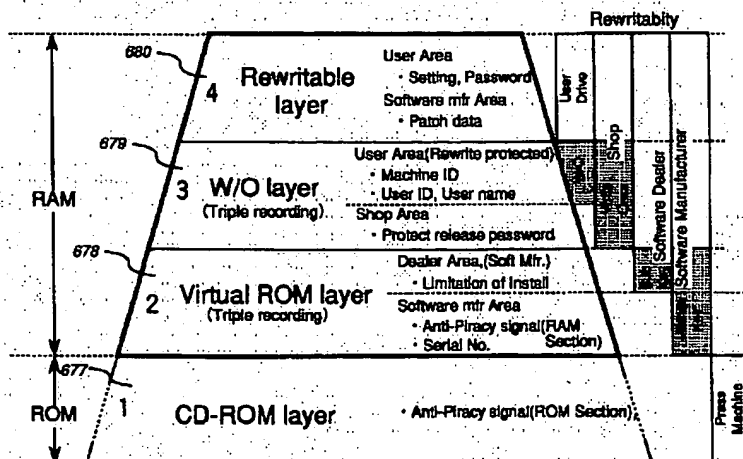 Rewritabity
680
4
Rewritable
layer
User Area
・Setting, Password
Software mfr Area
・Patch data
User
Drive
Shop
Software Dealer
Software Manufacturer
Press
Machine
679
3
W/O layer
(Triple recording)
User Area(Rewrite protected)
・Machine ID
・User ID, User name
Shop Area
・Protect release password
RAM
678
2
Virtual ROM layer
(Triple recording)
Dealer Area,(Soft Mfr.)
・Limitation of Install
Software mfr Area
・Anti-Piracy signal(RAM
Section)
・Serial No.
677
ROM
1
CD-ROM layer
・Anti-Piracy signal(ROM Section)